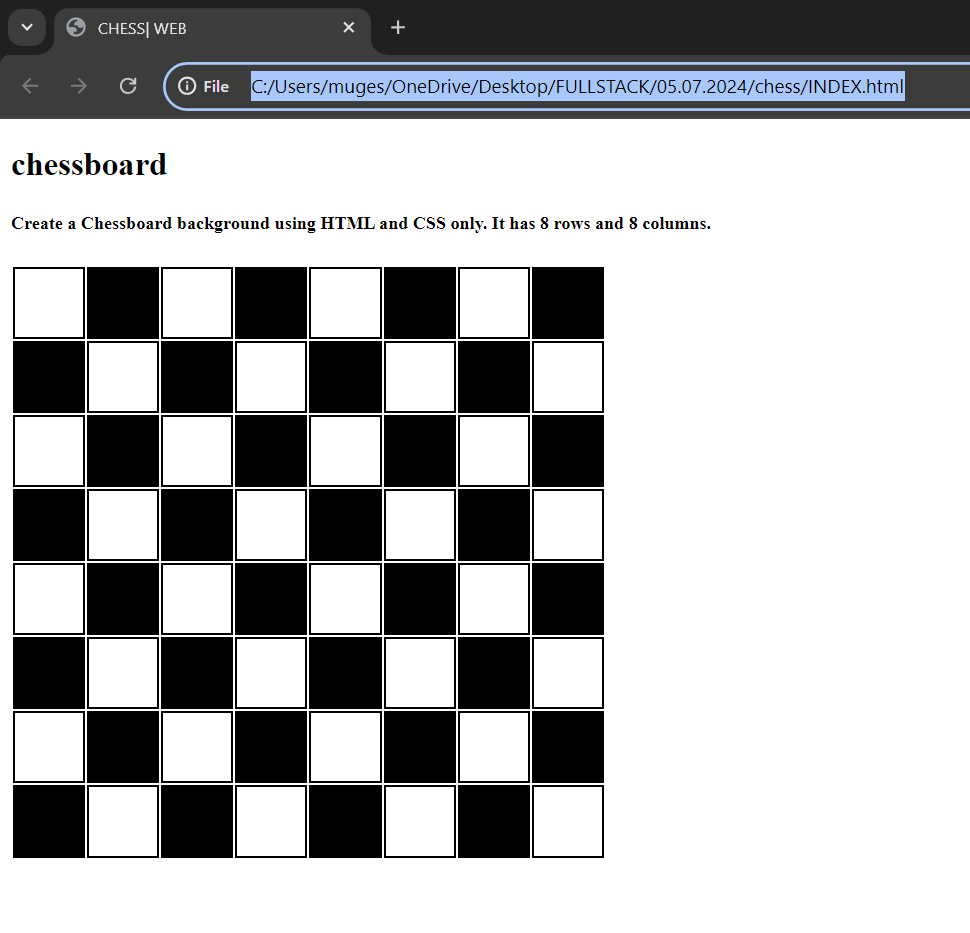 CHESS| WEB
File C:/Users/muges/OneDrive/Desktop/FULLSTACK/05.07.2024/chess/INDEX.html
chessboard
Create a Chessboard background using HTML and CSS only. It has 8 rows and 8 columns.